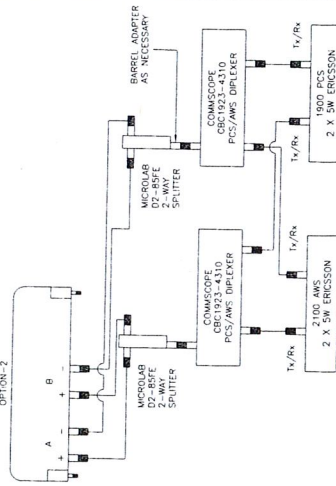 OPTION-2
A
B
+
-
+
-
MICROLAB
D2-85FE
2-WAY
SPLITTER
MICROLAB
D2-85FE
2-WAY
SPLITTER
BARREL ADAPTER
AS NECESSARY
COMMSCOPE
CBC1923-4310
PCS/AWS DIPLEXER
COMMSCOPE
CBC1923-4310
PCS/AWS DIPLEXER
Tx/Rx
Tx/Rx
Tx/Rx
Tx/Rx
2100 AWS
2 X 5W ERICSSON
1900 PCS
2 X 5W ERICSSON